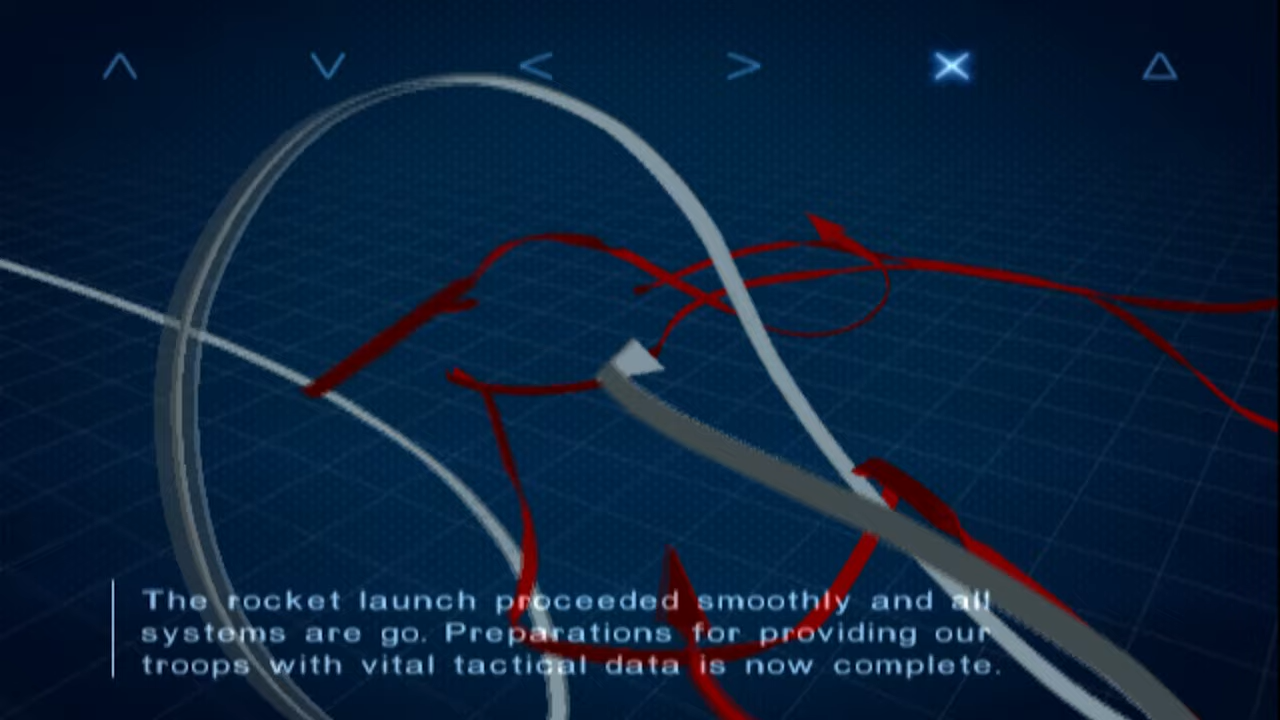 The rocket launch proceeded smoothly and all
systems are go. Preparations for providing our
troops with vital tactical data is now complete.